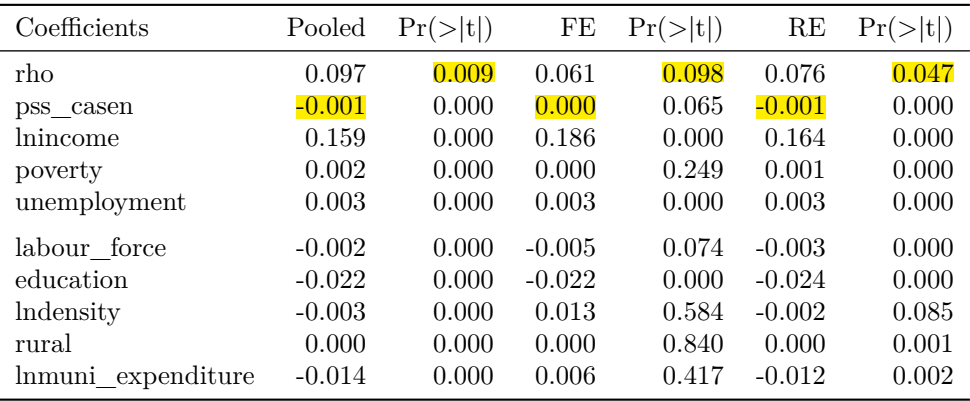 Coefficients Pooled Pr(>|t|) FE Pr(>|t|) RE Pr(>|t|)
rho 0.097 0.009 0.061 0.098 0.076 0.047
pss_casen -0.001 0.000 0.000 0.065 -0.001 0.000
lnincome 0.159 0.000 0.186 0.000 0.164 0.000
poverty 0.002 0.000 0.000 0.249 0.001 0.000
unemployment 0.003 0.000 0.003 0.000 0.003 0.000
labour_force -0.002 0.000 -0.005 0.074 -0.003 0.000
education -0.022 0.000 -0.022 0.000 -0.024 0.000
lndensity -0.003 0.000 0.013 0.584 -0.002 0.085
rural 0.000 0.000 0.000 0.840 0.000 0.001
lnmuni_expenditure -0.014 0.000 0.006 0.417 -0.012 0.002